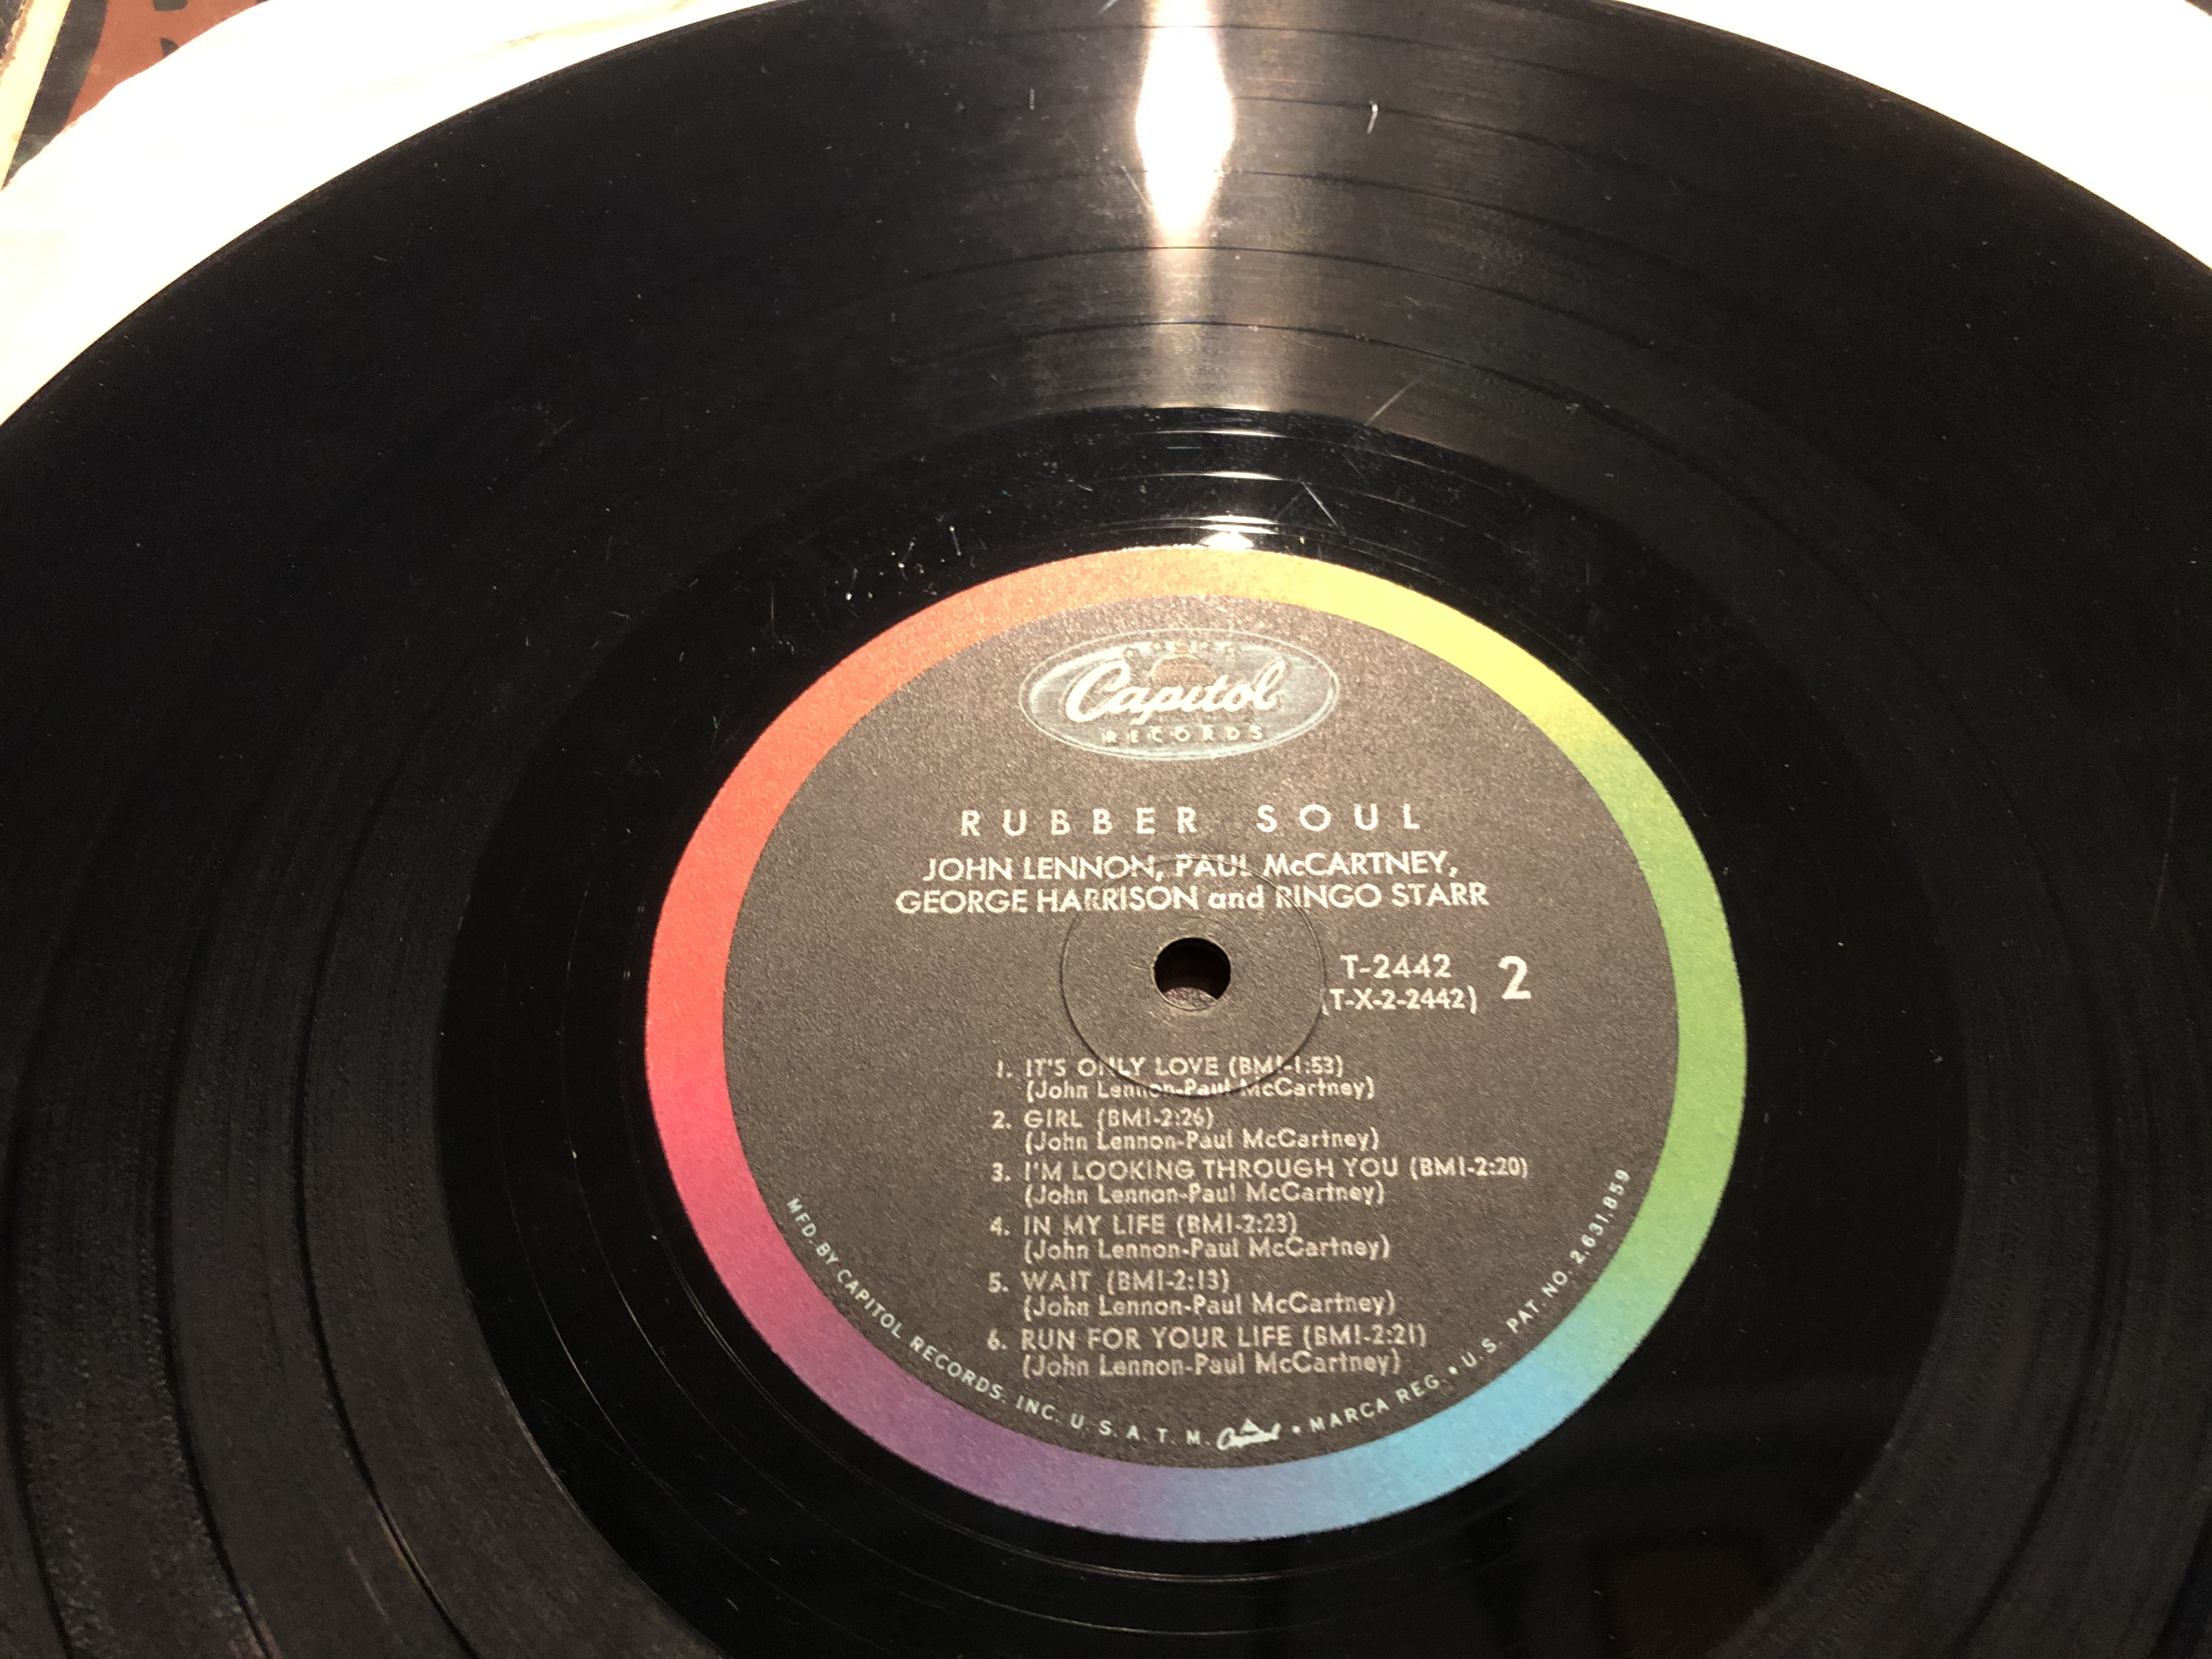 Capitol
RECORDS
RUBBER SOUL
JOHN LENNON, PAUL McCARTNEY,
GEORGE HARRISON and RINGO STARR
T-2442
(T-X-2-2442)
2
1. IT'S ONLY LOVE (BMI-1:53)
(John Lennon-Paul McCartney)
2. GIRL (BMI-2:26)
(John Lennon-Paul McCartney)
3. I'M LOOKING THROUGH YOU (BMI-2:20)
(John Lennon-Paul McCartney)
4. IN MY LIFE (BMI-2:23)
(John Lennon-Paul McCartney)
5. WAIT (BMI-2:13)
(John Lennon-Paul McCartney)
6. RUN FOR YOUR LIFE (BMI-2:21)
(John Lennon-Paul McCartney)
MFD. BY CAPITOL RECORDS, INC. U. S. A. T. M. Capitol • MARCA REG. • U.S. PAT. NO. 2,631,859